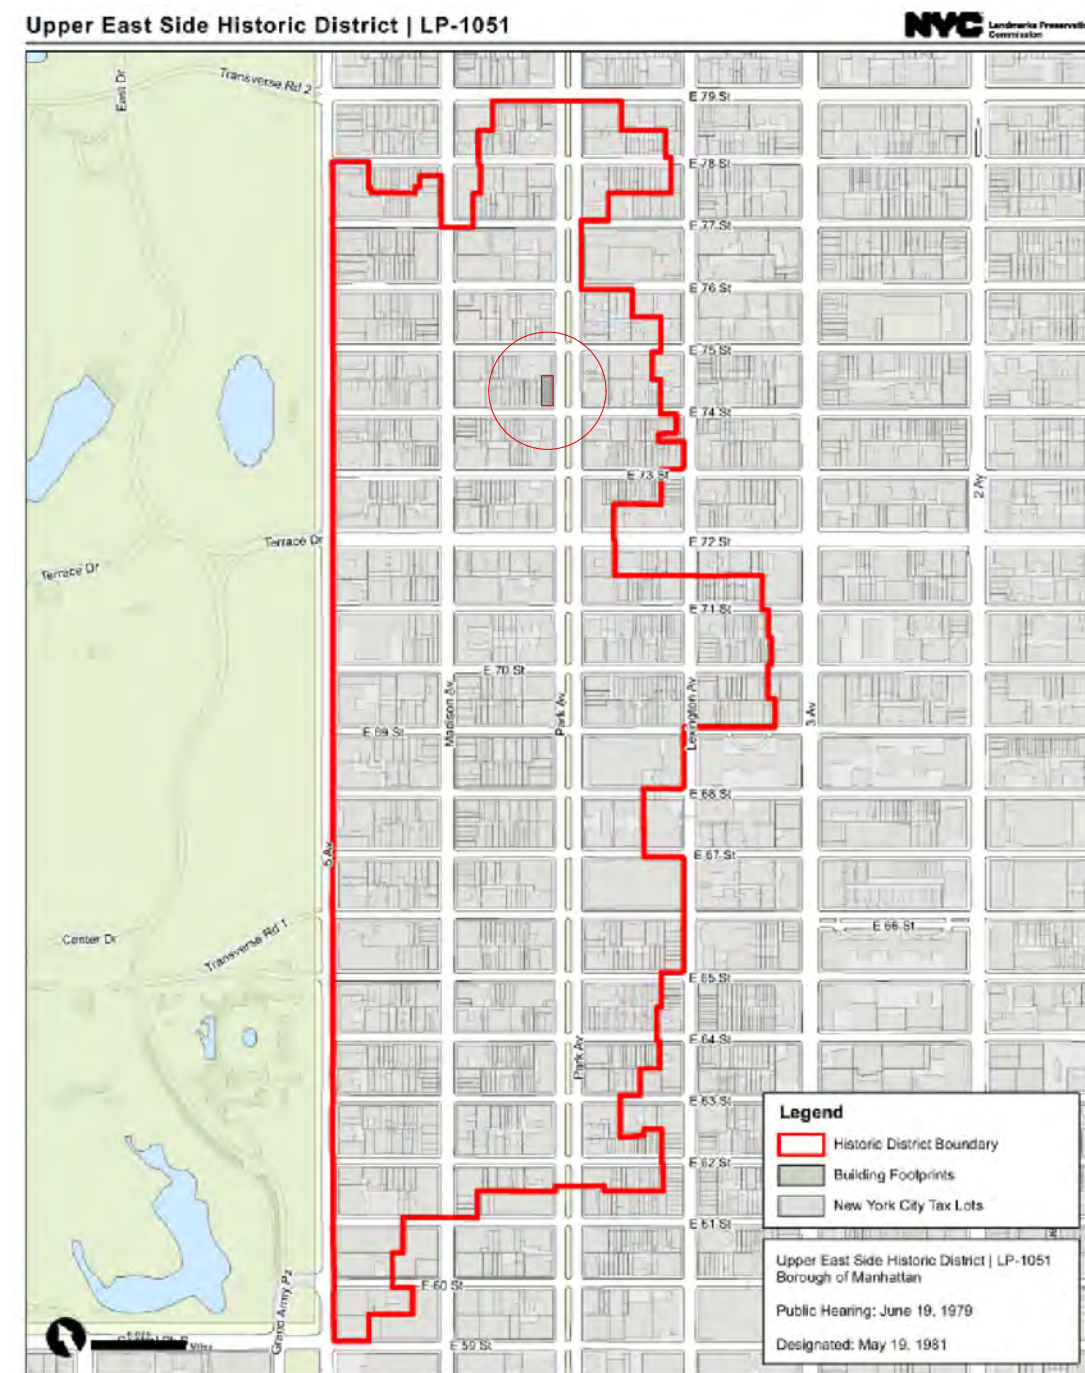 Upper East Side Historic District | LP-1051
NYC Landmarks Preservation
Commission
Transverse Rd 2
East Dr
E 79 St
E 78 St
E 77 St
E 76 St
E 75 St
E 74 St
E 73 St
2 Av
Terrace Dr
E 72 St
Terrace Dr
E 71 St
E 70 St
Madison Av
Park Av
Lexington Av
3 Av
E 69 St
E 68 St
5 Av
E 67 St
Center Dr
Transverse Rd 1
E 66 St
E 65 St
E 64 St
Park Av
E 63 St
E 62 St
E 61 St
E 60 St
Grand Army Pz
E 59 St
Miles
Legend
Historic District Boundary
Building Footprints
New York City Tax Lots
Upper East Side Historic District | LP-1051
Borough of Manhattan
Public Hearing: June 19, 1979
Designated: May 19, 1981